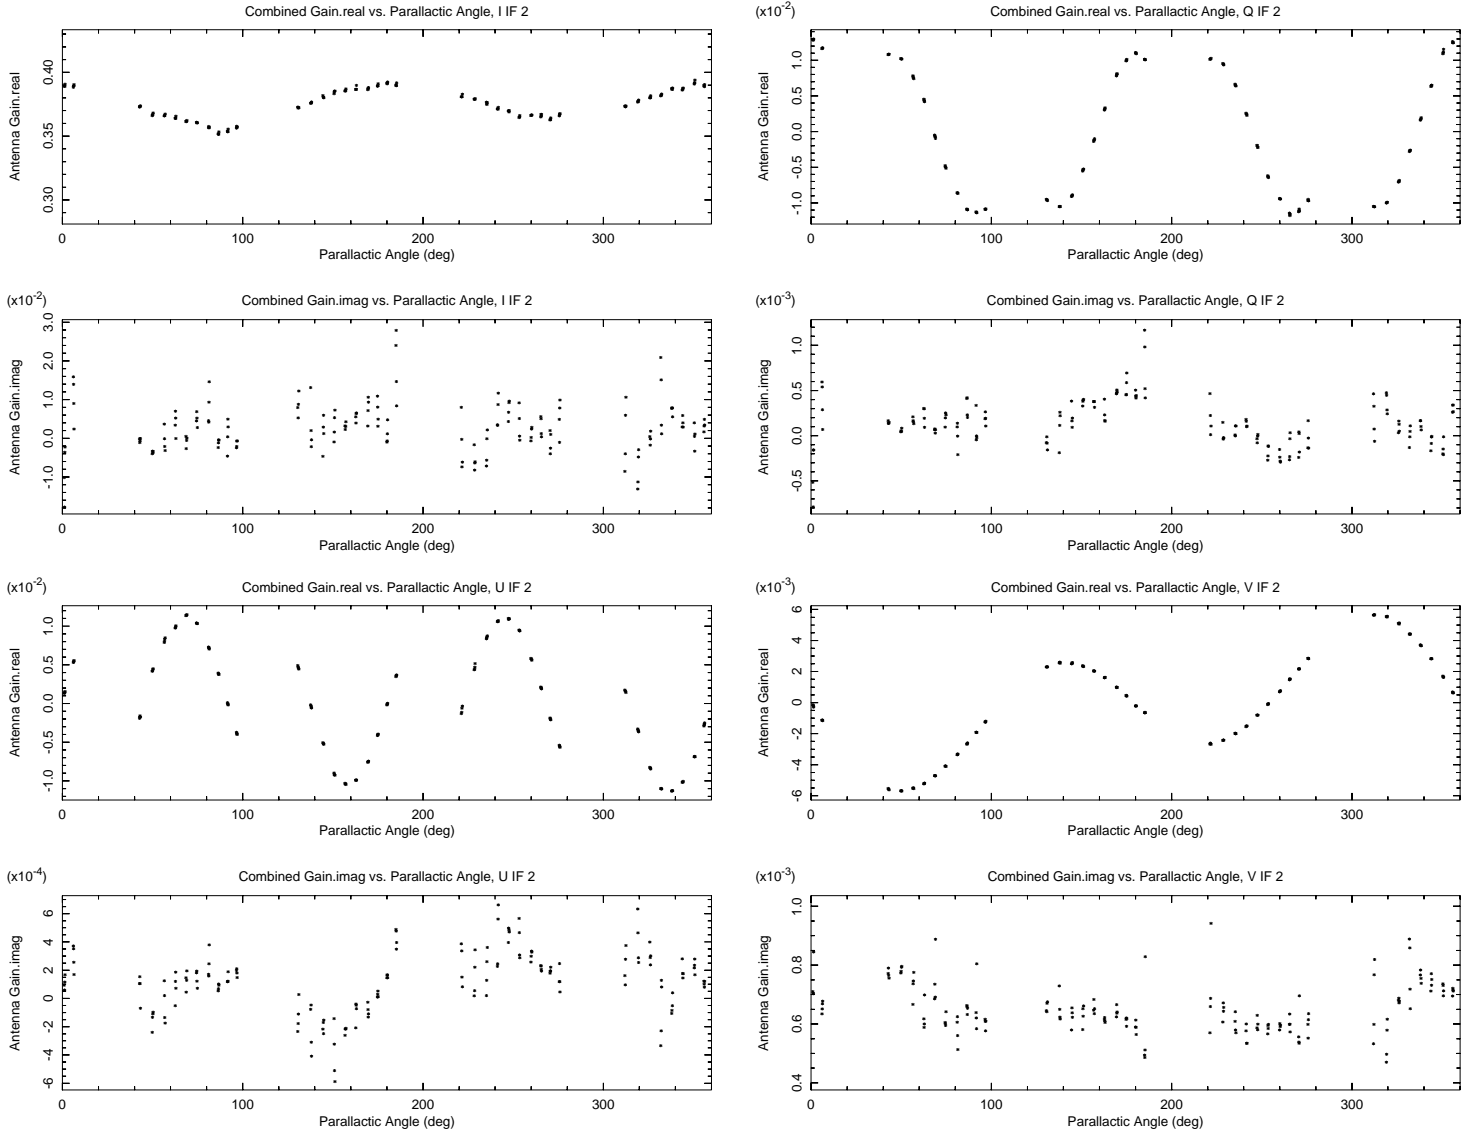 Combined Gain.real vs. Parallactic Angle, I IF 2
Antenna Gain.real
0.40
0.35
0.30
0 100 200 300
Parallactic Angle (deg)
(x10-2)
Combined Gain.real vs. Parallactic Angle, Q IF 2
Antenna Gain.real
1.0
0.5
0.0
-0.5
-1.0
0 100 200 300
Parallactic Angle (deg)
(x10-2)
Combined Gain.imag vs. Parallactic Angle, I IF 2
Antenna Gain.imag
3.0
2.0
1.0
0.0
-1.0
0 100 200 300
Parallactic Angle (deg)
(x10-3)
Combined Gain.imag vs. Parallactic Angle, Q IF 2
Antenna Gain.imag
1.0
0.5
0.0
-0.5
0 100 200 300
Parallactic Angle (deg)
(x10-2)
Combined Gain.real vs. Parallactic Angle, U IF 2
Antenna Gain.real
1.0
0.5
0.0
-0.5
-1.0
0 100 200 300
Parallactic Angle (deg)
(x10-3)
Combined Gain.real vs. Parallactic Angle, V IF 2
Antenna Gain.real
6
4
2
0
-2
-4
-6
0 100 200 300
Parallactic Angle (deg)
(x10-4)
Combined Gain.imag vs. Parallactic Angle, U IF 2
Antenna Gain.imag
6
4
2
0
-2
-4
-6
0 100 200 300
Parallactic Angle (deg)
(x10-3)
Combined Gain.imag vs. Parallactic Angle, V IF 2
Antenna Gain.imag
1.0
0.8
0.6
0.4
0 100 200 300
Parallactic Angle (deg)